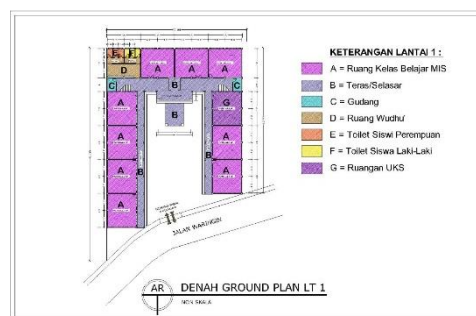 KETERANGAN LANTAI 1 :
A = Ruang Kelas Belajar MIS
B = Teras/Selasar
C = Gudang
D = Ruang Wudhu'
E = Toilet Siswi Perempuan
F = Toilet Siswa Laki-Laki
G = Ruangan UKS
E F
A A A
D
C B C
A B G
A A
A B B A
A A
JALAN WARINGIN
AR DENAH GROUND PLAN LT 1
NON SKALA